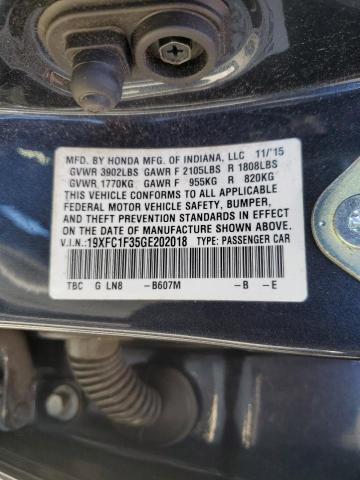 MFD. BY HONDA MFG. OF INDIANA, LLC 11/'15
GVWR 3902LBS GAWR F 2105LBS R 1808LBS
GVWR 1770KG GAWR F 955KG R 820KG
THIS VEHICLE CONFORMS TO ALL APPLICABLE
FEDERAL MOTOR VEHICLE SAFETY, BUMPER,
AND THEFT PREVENTION STANDARDS IN EFFECT
ON THE DATE OF MANUFACTURE SHOWN ABOVE.
V.I.N.:19XFC1F35GE202018 TYPE: PASSENGER CAR
TBC G LN8 -B607M -B -E